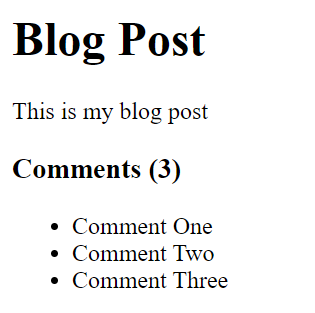 Blog Post
This is my blog post
Comments (3)
Comment One
Comment Two
Comment Three